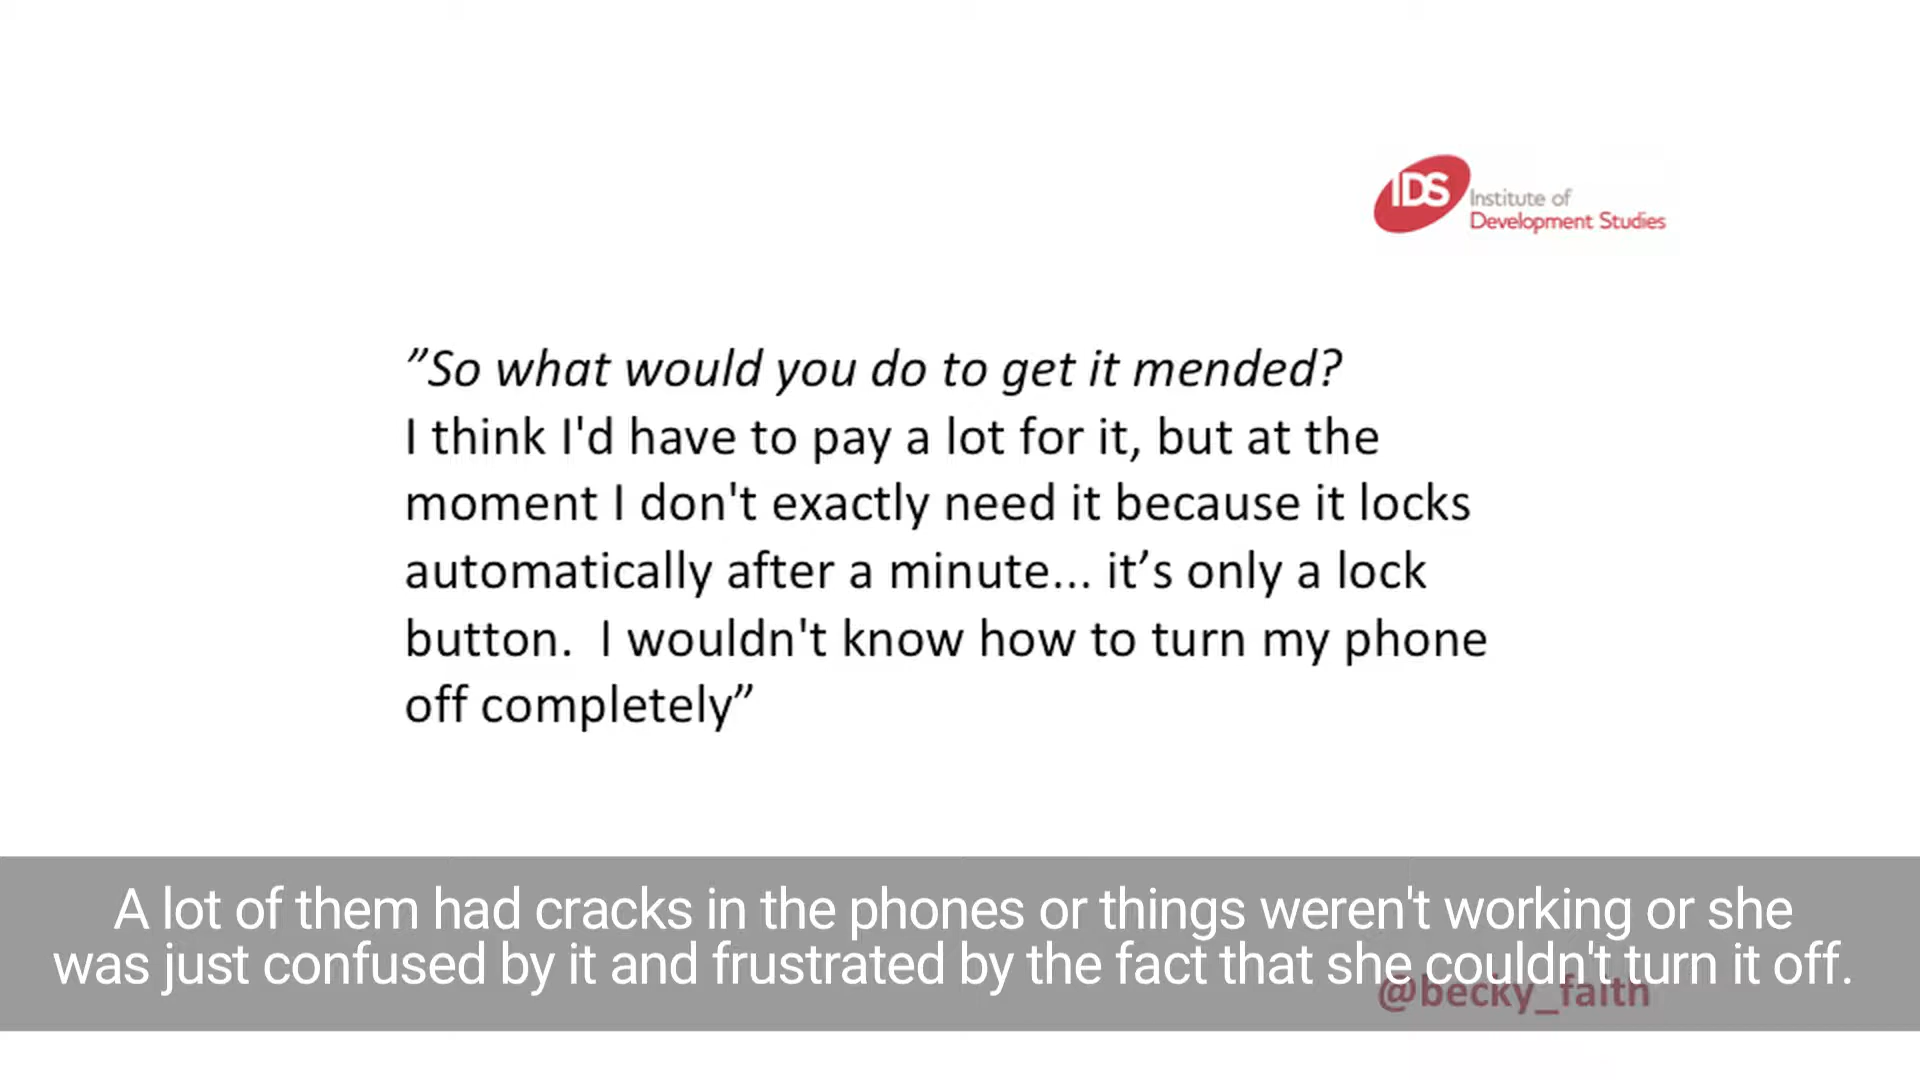 IDS Institute of
Development Studies
”So what would you do to get it mended?
I think I'd have to pay a lot for it, but at the
moment I don't exactly need it because it locks
automatically after a minute... it’s only a lock
button.  I wouldn't know how to turn my phone
off completely”
A lot of them had cracks in the phones or things weren't working or she
was just confused by it and frustrated by the fact that she couldn't turn it off.
@becky_faith